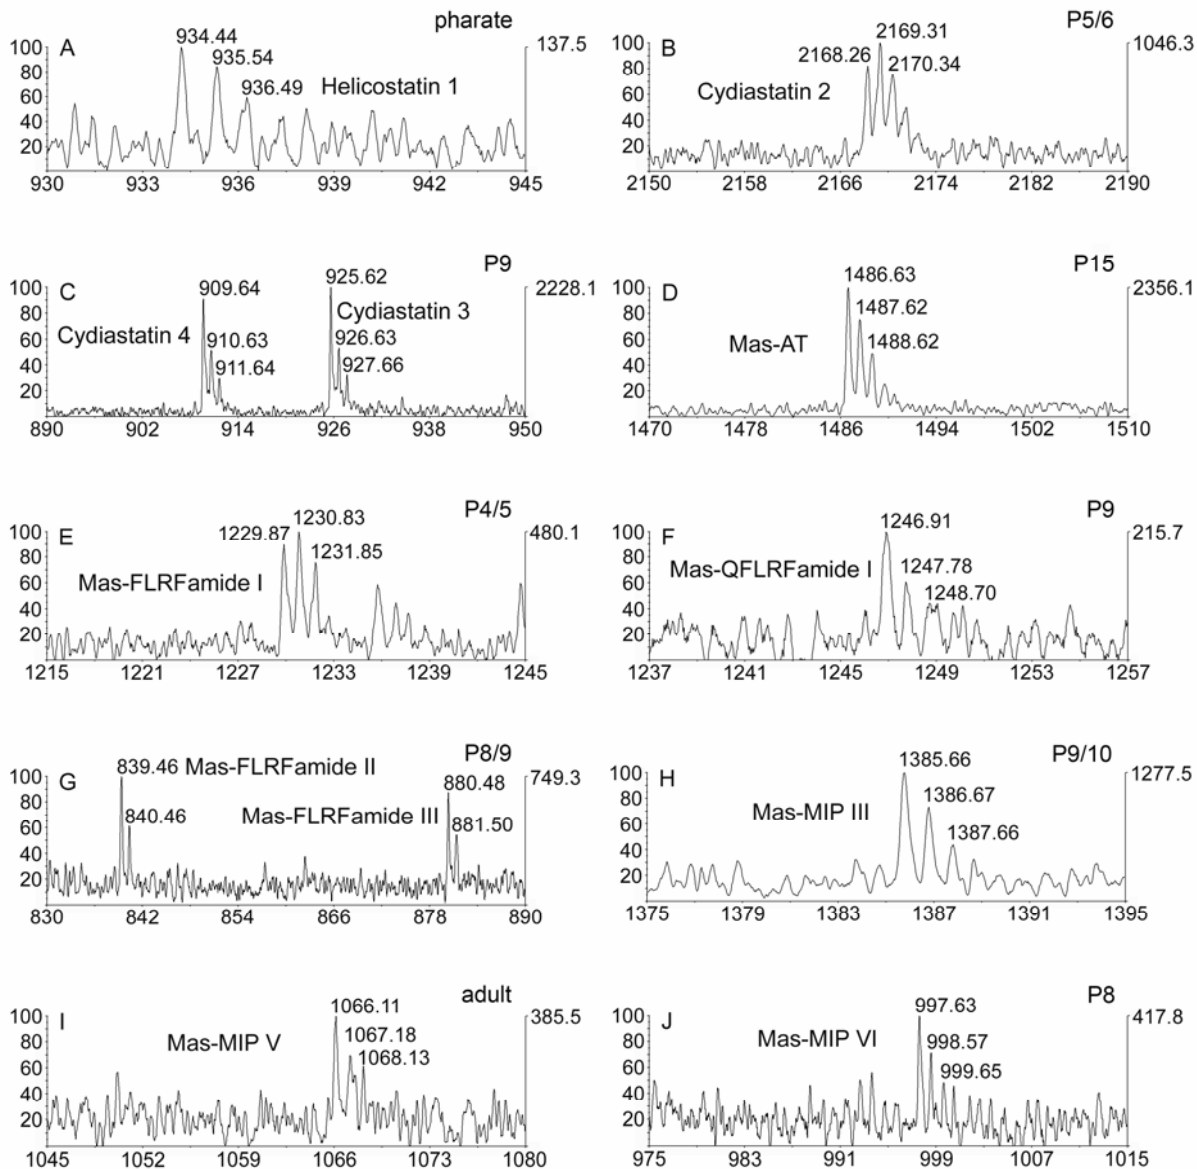 pharate
A
934.44
935.54
936.49
Helicostatin 1
137.5
100
80
60
40
20
930 933 936 939 942 945
P5/6
B
2168.26
2169.31
2170.34
Cydiastatin 2
1046.3
100
80
60
40
20
2150 2158 2166 2174 2182 2190
P9
C
909.64
910.63
911.64
Cydiastatin 4
925.62
Cydiastatin 3
926.63
927.66
2228.1
100
80
60
40
20
890 902 914 926 938 950
P15
D
1486.63
1487.62
1488.62
Mas-AT
2356.1
100
80
60
40
20
1470 1478 1486 1494 1502 1510
P4/5
E
1229.87
1230.83
1231.85
Mas-FLRFamide I
480.1
100
80
60
40
20
1215 1221 1227 1233 1239 1245
P9
F
1246.91
1247.78
1248.70
Mas-QFLRFamide I
215.7
100
80
60
40
20
1237 1241 1245 1249 1253 1257
P8/9
G
839.46 Mas-FLRFamide II
840.46
Mas-FLRFamide III
880.48
881.50
749.3
100
80
60
40
20
830 842 854 866 878 890
P9/10
H
1385.66
1386.67
1387.66
Mas-MIP III
1277.5
100
80
60
40
20
1375 1379 1383 1387 1391 1395
adult
I
1066.11
1067.18
1068.13
Mas-MIP V
385.5
100
80
60
40
20
1045 1052 1059 1066 1073 1080
P8
J
997.63
998.57
999.65
Mas-MIP VI
417.8
100
80
60
40
20
975 983 991 999 1007 1015